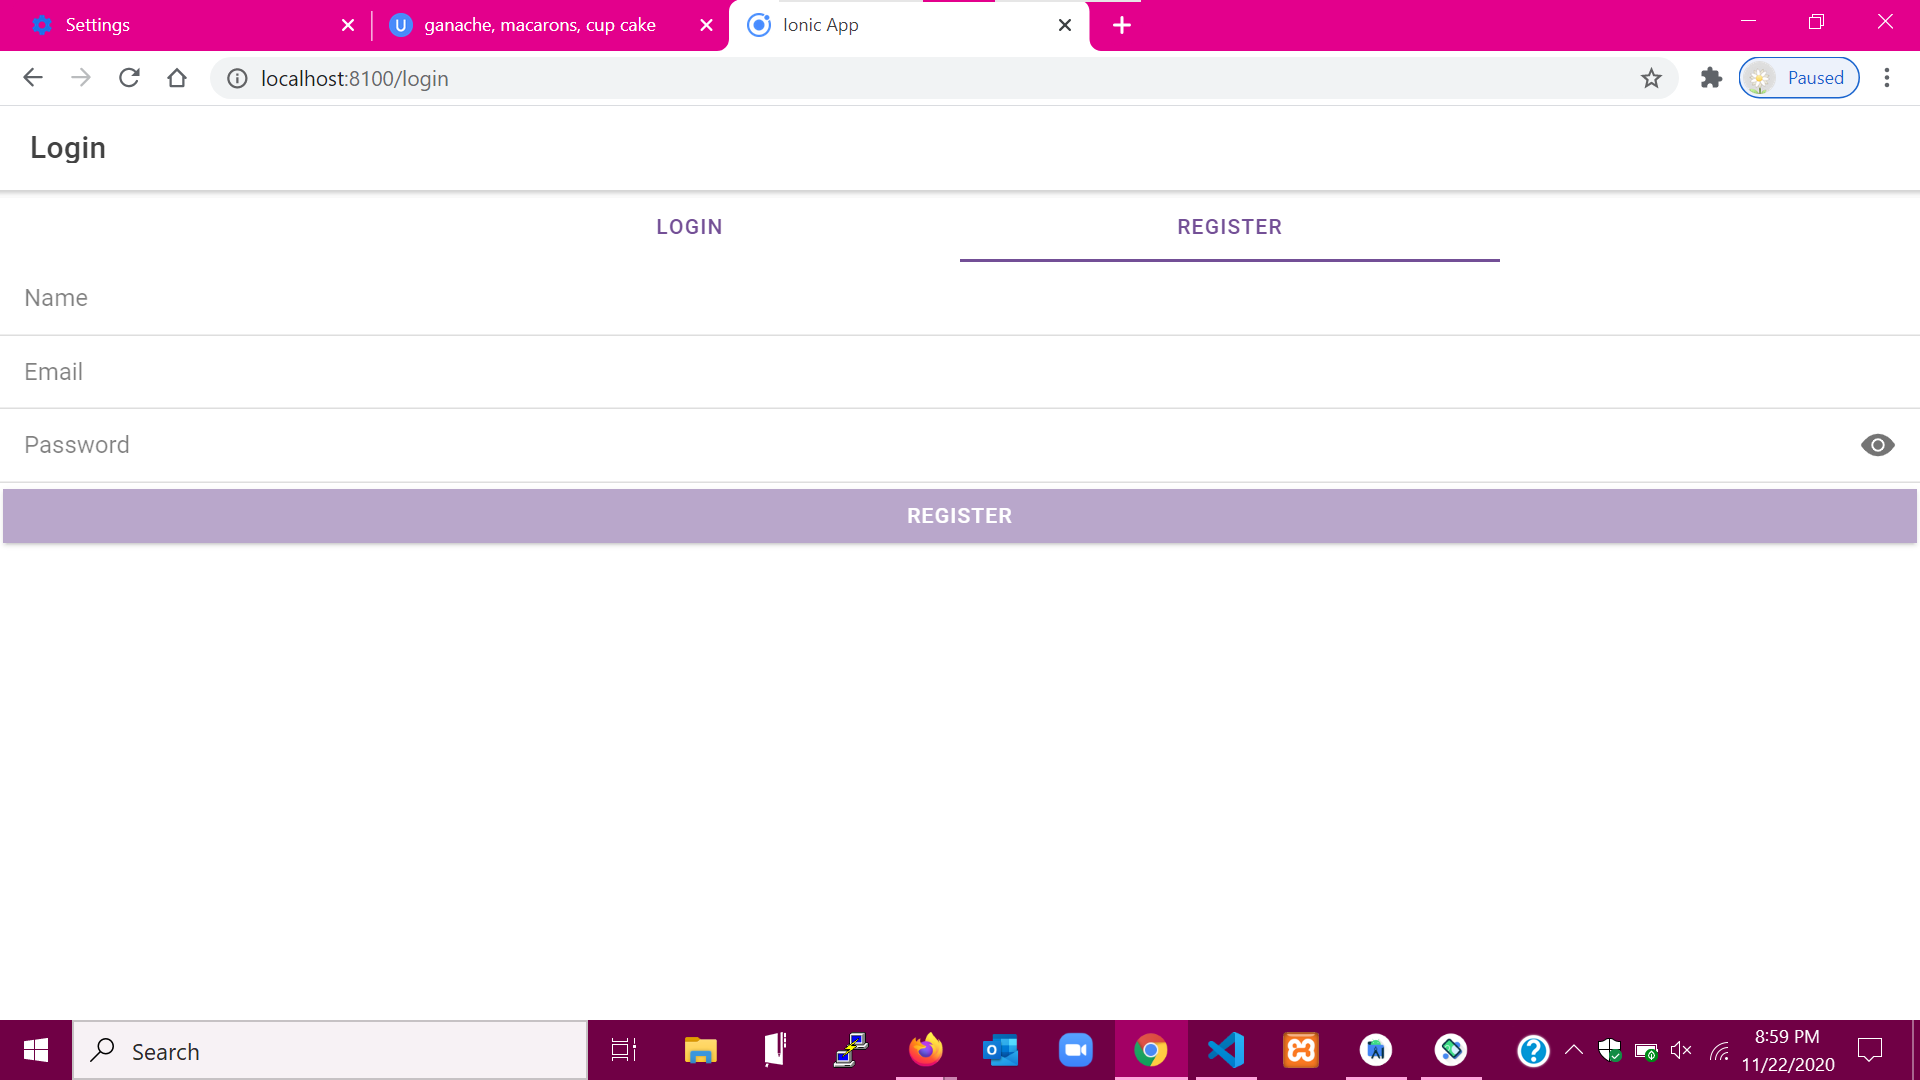 Settings
ganache, macarons, cup cake
Ionic App
localhost:8100/login
Paused
Login
LOGIN
REGISTER
Name
Email
Password
REGISTER
Search
8:59 PM
11/22/2020